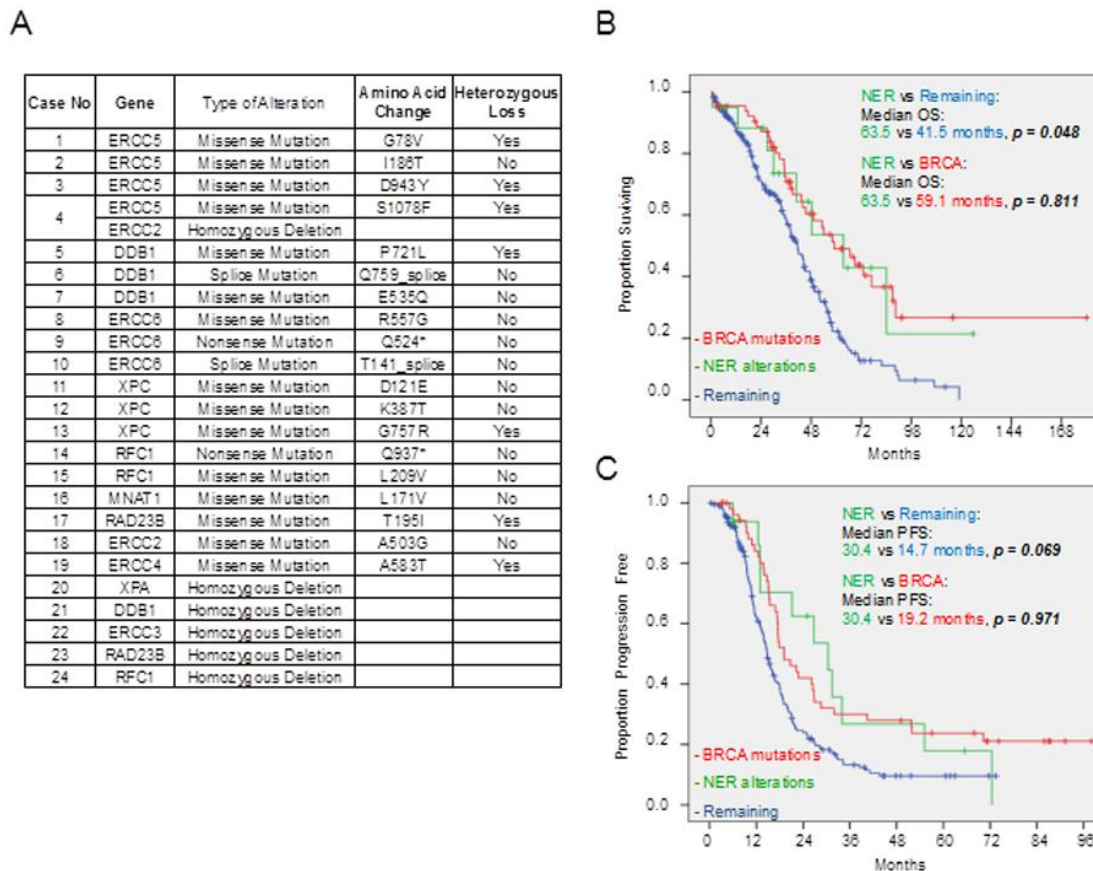 A
Case No Gene Type of Alteration Amino Acid Change Heterozygous Loss
1 ERCC5 Missense Mutation G78V Yes
2 ERCC5 Missense Mutation I186T No
3 ERCC5 Missense Mutation D943Y Yes
4 ERCC5 Missense Mutation S1078F Yes
ERCC2 Homozygous Deletion
5 DDB1 Missense Mutation P721L Yes
6 DDB1 Splice Mutation Q759_splice No
7 DDB1 Missense Mutation E535Q No
8 ERCC6 Missense Mutation R557G No
9 ERCC6 Nonsense Mutation Q524* No
10 ERCC6 Splice Mutation T141_splice No
11 XPC Missense Mutation D121E No
12 XPC Missense Mutation K387T No
13 XPC Missense Mutation G757R Yes
14 RFC1 Nonsense Mutation Q937* No
15 RFC1 Missense Mutation L209V No
16 MNAT1 Missense Mutation L171V No
17 RAD23B Missense Mutation T195I Yes
18 ERCC2 Missense Mutation A503G No
19 ERCC4 Missense Mutation A583T Yes
20 XPA Homozygous Deletion
21 DDB1 Homozygous Deletion
22 ERCC3 Homozygous Deletion
23 RAD23B Homozygous Deletion
24 RFC1 Homozygous Deletion
B
Proportion Suviving
1.0
0.8
0.6
0.4
0.2
0.0
NER vs Remaining:
Median OS:
63.5 vs 41.5 months, p = 0.048
NER vs BRCA:
Median OS:
63.5 vs 59.1 months, p = 0.811
- BRCA mutations
- NER alterations
- Remaining
0 24 48 72 96 120 144 168
Months
C
Proportion Progression Free
1.0
0.8
0.6
0.4
0.2
0.0
NER vs Remaining:
Median PFS:
30.4 vs 14.7 months, p = 0.069
NER vs BRCA:
Median PFS:
30.4 vs 19.2 months, p = 0.971
- BRCA mutations
- NER alterations
- Remaining
0 12 24 36 48 60 72 84 96
Months